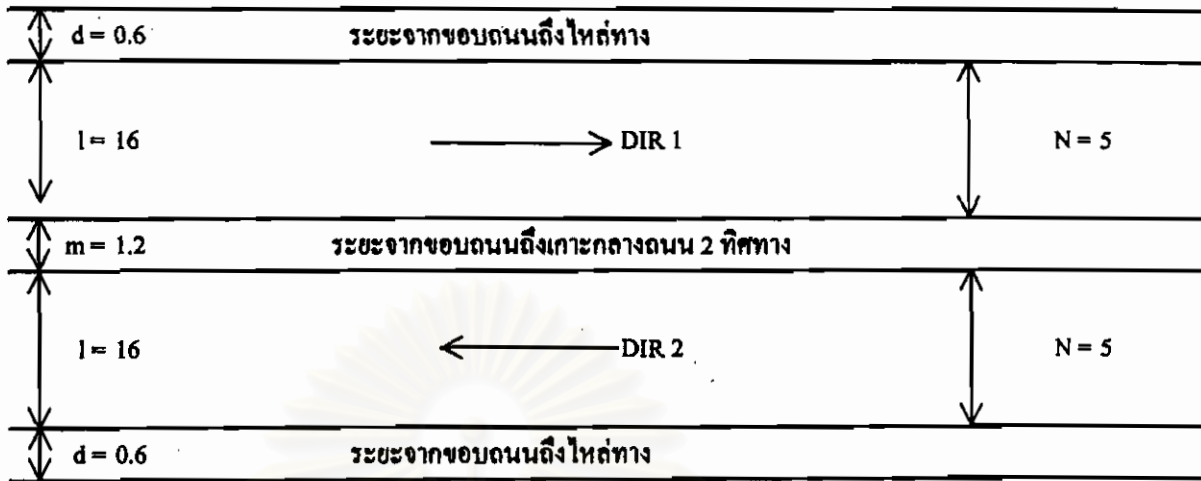 d = 0.6 ระยะจากขอบถนนถึงไหล่ทาง
l = 16 DIR 1 N = 5
m = 1.2 ระยะจากขอบถนนถึงเกาะกลางถนน 2 ทิศทาง
l = 16 DIR 2 N = 5
d = 0.6 ระยะจากขอบถนนถึงไหล่ทาง